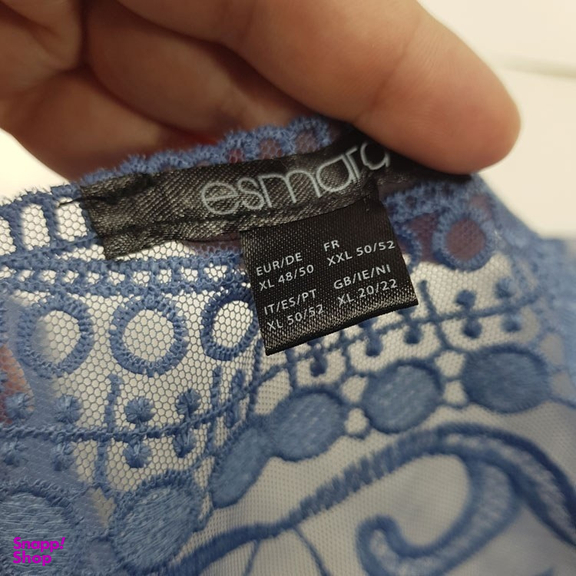 esmara
EUR/DE
XL 48/50
FR
XXL 50/52
IT/ES/PT
XL 50/52
GB/IE/NI
XL 20/22
Snapp!
Shop